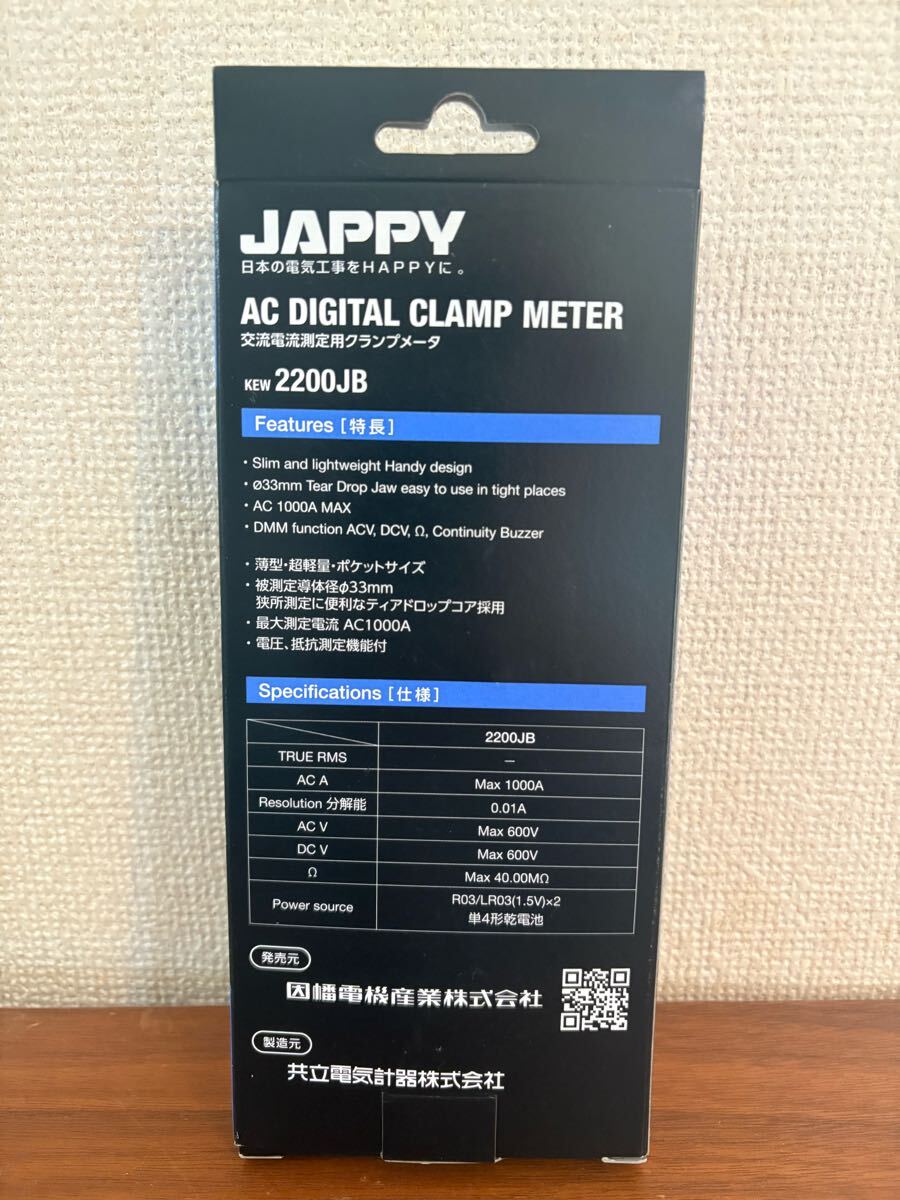 JAPPY
日本の電気工事をHAPPYに。
AC DIGITAL CLAMP METER
交流電流測定用クランプメータ
KEW 2200JB
Features [特長]
・Slim and lightweight Handy design
・ø33mm Tear Drop Jaw easy to use in tight places
・AC 1000A MAX
・DMM function ACV, DCV, Ω, Continuity Buzzer
・薄型・超軽量・ポケットサイズ
・被測定導体径φ33mm
狭所測定に便利なティアドロップコア採用
・最大測定電流 AC1000A
・電圧、抵抗測定機能付
Specifications [仕様]
2200JB
TRUE RMS —
AC A Max 1000A
Resolution 分解能 0.01A
AC V Max 600V
DC V Max 600V
Ω Max 40.00MΩ
Power source R03/LR03(1.5V)×2
単4形乾電池
発売元
因幡電機産業株式会社
製造元
共立電気計器株式会社